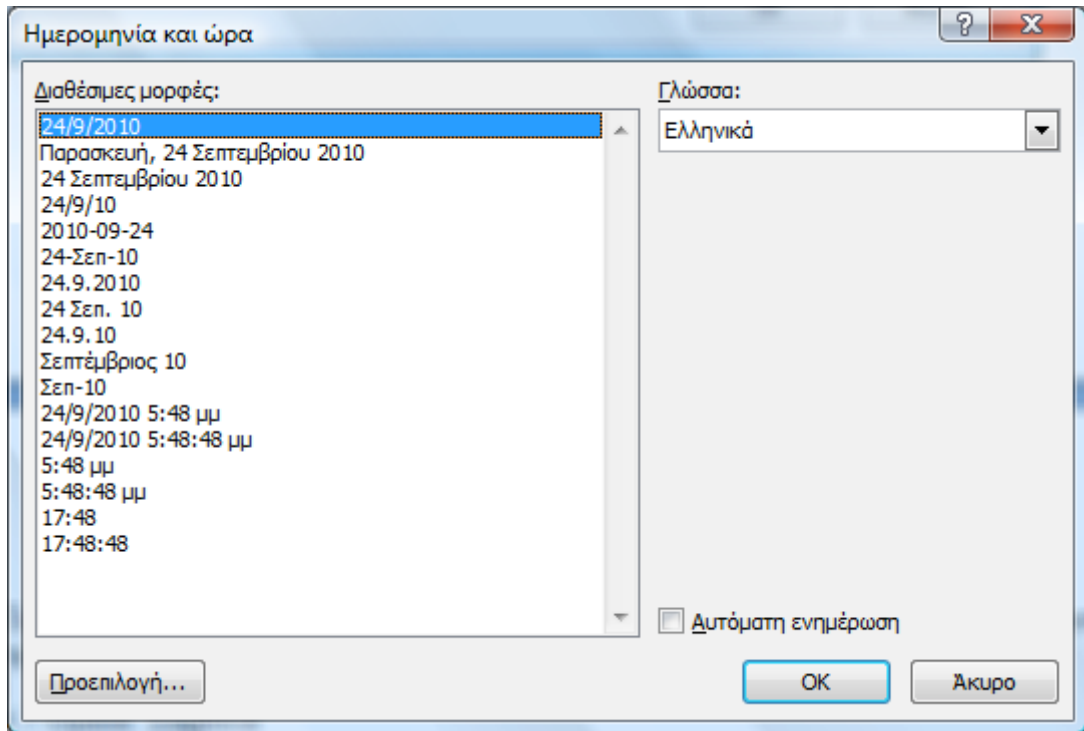 Ημερομηνία και ώρα
Διαθέσιμες μορφές:
24/9/2010
Παρασκευή, 24 Σεπτεμβρίου 2010
24 Σεπτεμβρίου 2010
24/9/10
2010-09-24
24-Σεπ-10
24.9.2010
24 Σεπ. 10
24.9.10
Σεπτέμβριος 10
Σεπ-10
24/9/2010 5:48 μμ
24/9/2010 5:48:48 μμ
5:48 μμ
5:48:48 μμ
17:48
17:48:48
Γλώσσα:
Ελληνικά
Αυτόματη ενημέρωση
Προεπιλογή...
OK
Άκυρο